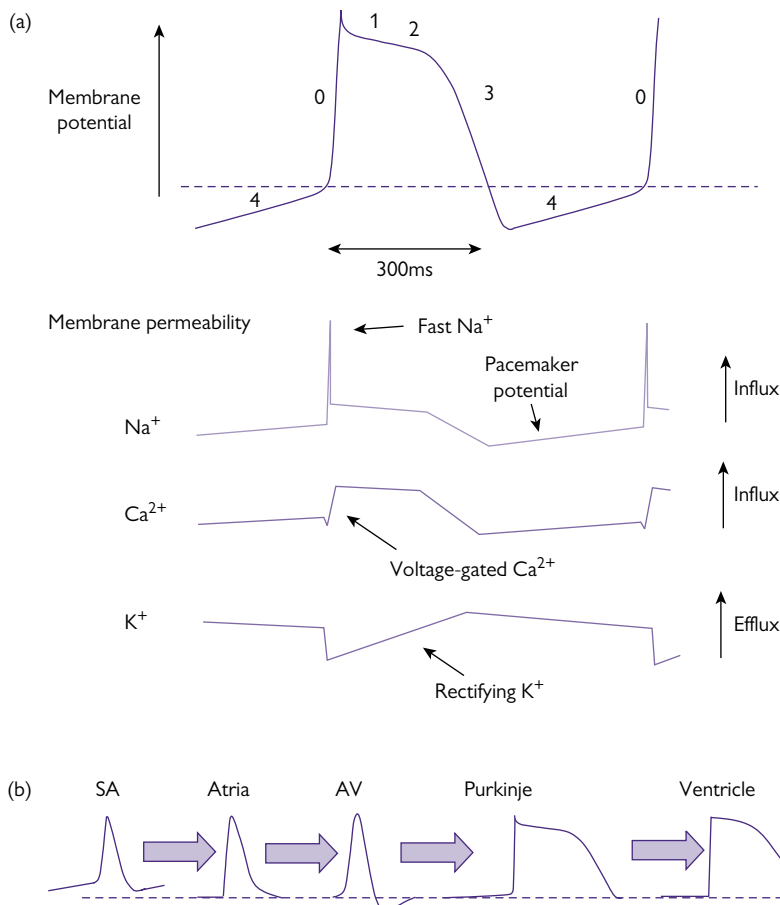 (a)
1 2
Membrane
potential
0 3 0
4 4
300ms
Membrane permeability
Fast Na⁺
Pacemaker
potential
Influx
Na⁺
Ca²⁺
Influx
Voltage-gated Ca²⁺
K⁺
Efflux
Rectifying K⁺
(b)
SA Atria AV Purkinje Ventricle